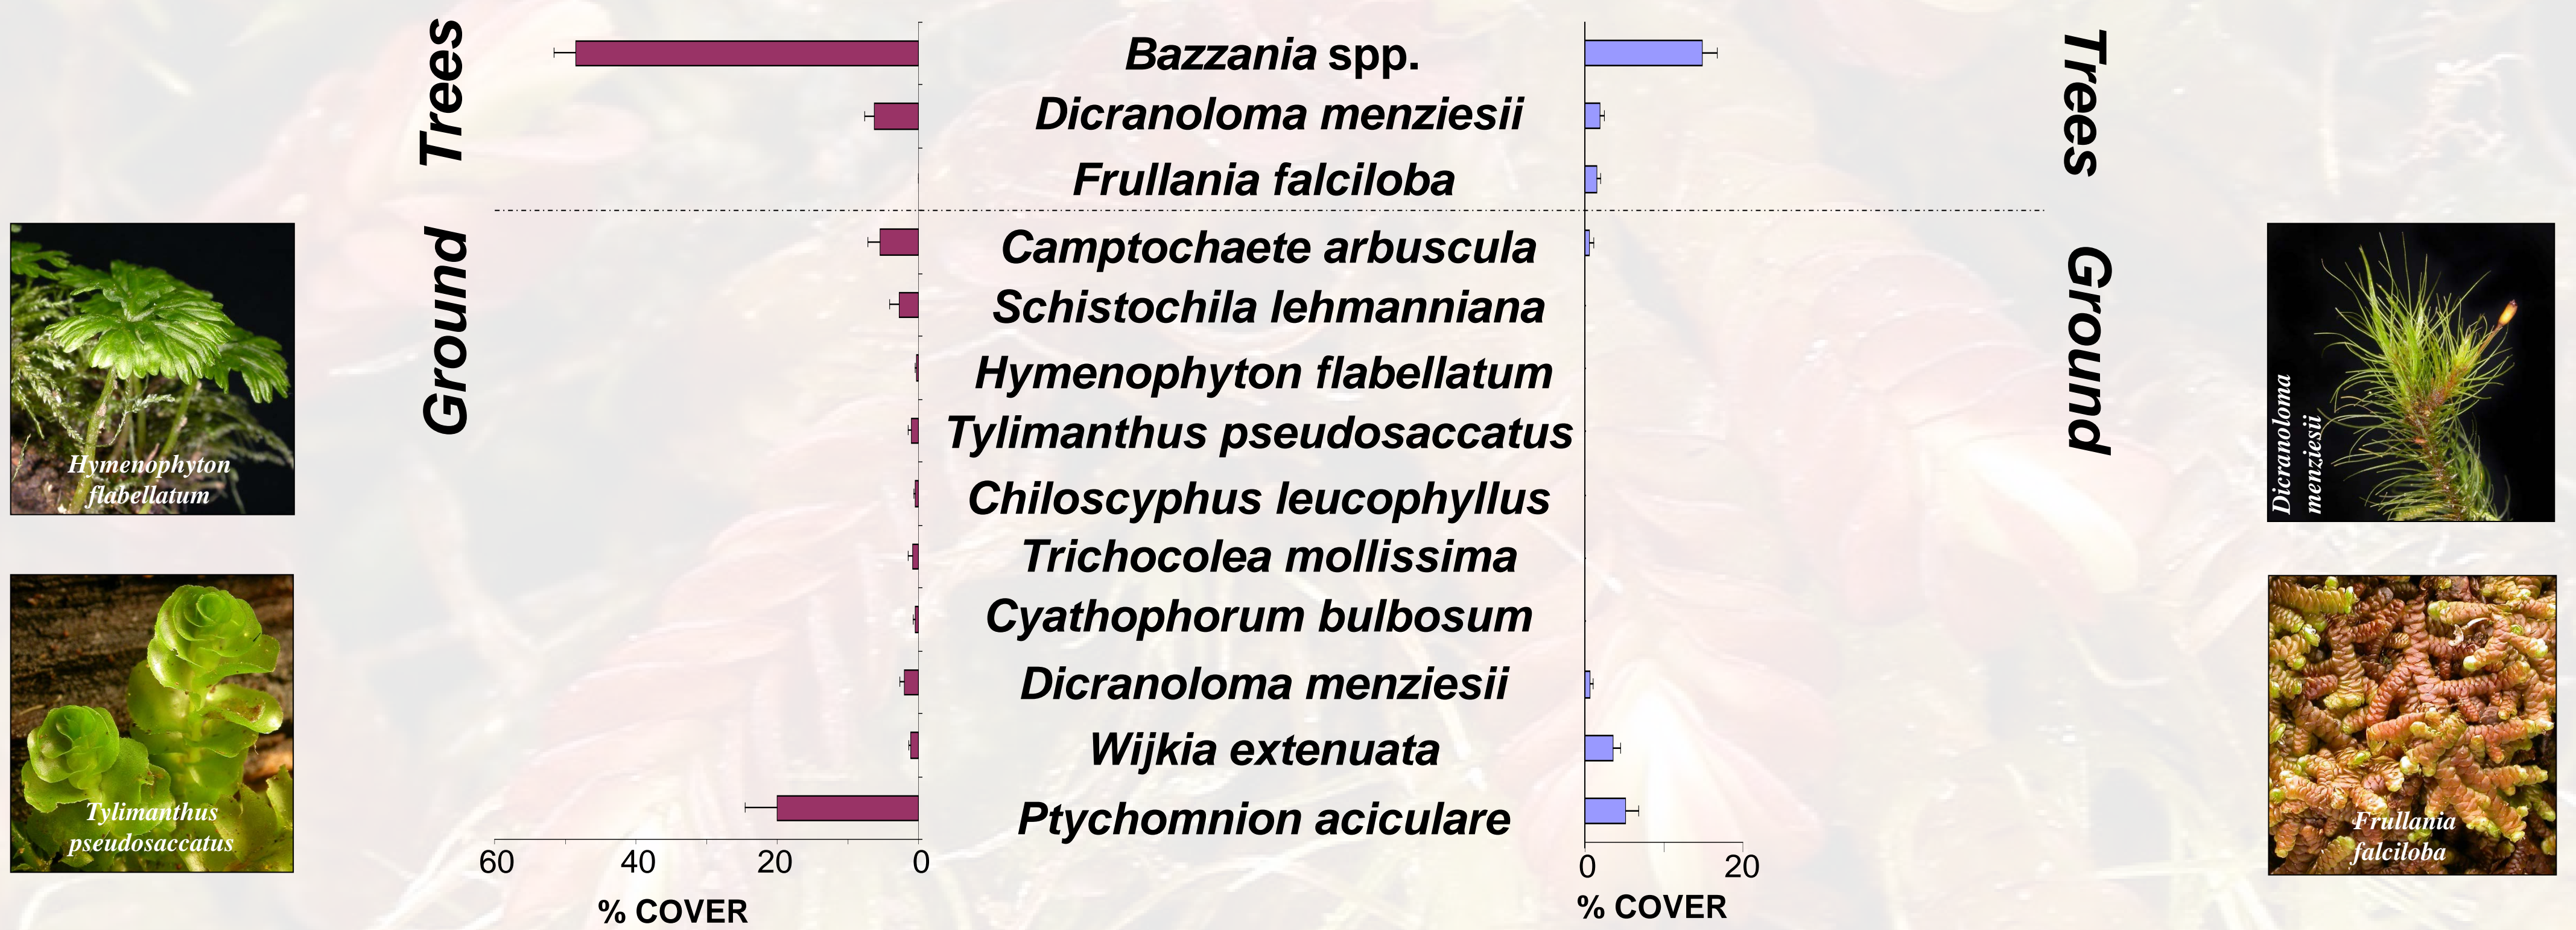 Trees
Ground
Bazzania spp.
Dicranoloma menziesii
Frullania falciloba
Camptochaete arbuscula
Schistochila lehmanniana
Hymenophyton flabellatum
Tylimanthus pseudosaccatus
Chiloscyphus leucophyllus
Trichocolea mollissima
Cyathophorum bulbosum
Dicranoloma menziesii
Wijkia extenuata
Ptychomnion aciculare
60 40 20 0
% COVER
0 20
% COVER
Trees
Ground
Hymenophyton
flabellatum
Tylimanthus
pseudosaccatus
Dicranoloma
menziesii
Frullania
falciloba